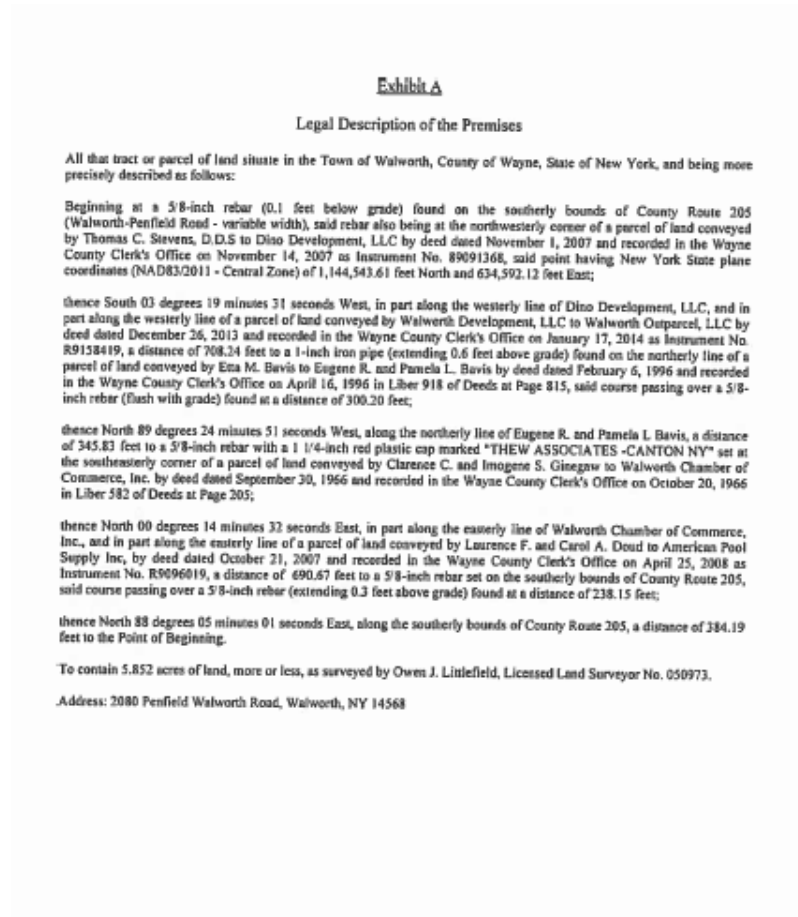 Exhibit A
Legal Description of the Premises
All that tract or parcel of land situate in the Town of Walworth, County of Wayne, State of New York, and being more
precisely described as follows:
Beginning at a 5/8-inch rebar (0.1 feet below grade) found on the southerly bounds of County Route 205
(Walworth-Penfield Road - variable width), said rebar also being at the northwesterly corner of a parcel of land conveyed
by Thomas C. Stevens, D.D.S to Dino Development, LLC by deed dated November 1, 2007 and recorded in the Wayne
County Clerk's Office on November 14, 2007 as Instrument No. 89091368, said point having New York State plane
coordinates (NAD83/2011 - Central Zone) of 1,144,543.61 feet North and 634,592.12 feet East;
thence South 03 degrees 19 minutes 31 seconds West, in part along the westerly line of Dino Development, LLC, and in
part along the westerly line of a parcel of land conveyed by Walworth Development, LLC to Walworth Outparcel, LLC by
deed dated December 26, 2013 and recorded in the Wayne County Clerk's Office on January 17, 2014 as Instrument No.
R9158419, a distance of 708.24 feet to a 1-inch iron pipe (extending 0.6 feet above grade) found on the northerly line of a
parcel of land conveyed by Etta M. Bavis to Eugene R. and Pamela L. Bavis by deed dated February 6, 1996 and recorded
in the Wayne County Clerk's Office on April 16, 1996 in Liber 918 of Deeds at Page 815, said course passing over a 5/8-
inch rebar (flush with grade) found at a distance of 300.20 feet;
thence North 89 degrees 24 minutes 51 seconds West, along the northerly line of Eugene R. and Pamela L Bavis, a distance
of 345.83 feet to a 5/8-inch rebar with a 1 1/4-inch red plastic cap marked "THEW ASSOCIATES -CANTON NY" set at
the southeasterly corner of a parcel of land conveyed by Clarence C. and Imogene S. Ginegaw to Walworth Chamber of
Commerce, Inc. by deed dated September 30, 1966 and recorded in the Wayne County Clerk's Office on October 20, 1966
in Liber 582 of Deeds at Page 205;
thence North 00 degrees 14 minutes 32 seconds East, in part along the easterly line of Walworth Chamber of Commerce,
Inc., and in part along the easterly line of a parcel of land conveyed by Laurence F. and Carol A. Doud to American Pool
Supply Inc, by deed dated October 21, 2007 and recorded in the Wayne County Clerk's Office on April 25, 2008 as
Instrument No. R9096019, a distance of 690.67 feet to a 5/8-inch rebar set on the southerly bounds of County Route 205,
said course passing over a 5/8-inch rebar (extending 0.3 feet above grade) found at a distance of 238.15 feet;
thence North 88 degrees 05 minutes 01 seconds East, along the southerly bounds of County Route 205, a distance of 384.19
feet to the Point of Beginning.
To contain 5.852 acres of land, more or less, as surveyed by Owen J. Littlefield, Licensed Land Surveyor No. 050973.
Address: 2080 Penfield Walworth Road, Walworth, NY 14568